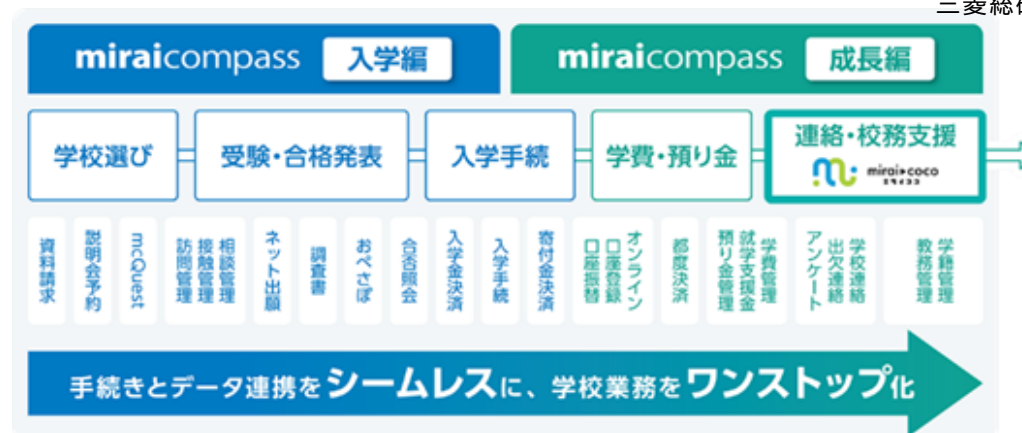 三菱総研
miraicompass 入学編
miraicompass 成長編
学校選び
受験・合格発表
入学手続
学費・預り金
連絡・校務支援
mirai coco
ミライココ
資料請求
説明会予約
mcQuest
相談管理
接触管理
訪問管理
ネット出願
調査書
おぺさぽ
合否照会
入学金決済
入学手続
寄付金決済
オンライン
口座登録
口座振替
都度決済
学費管理
就学支援金
預り金管理
学校連絡
出欠連絡
アンケート
学籍管理
教務管理
手続きとデータ連携をシームレスに、学校業務をワンストップ化